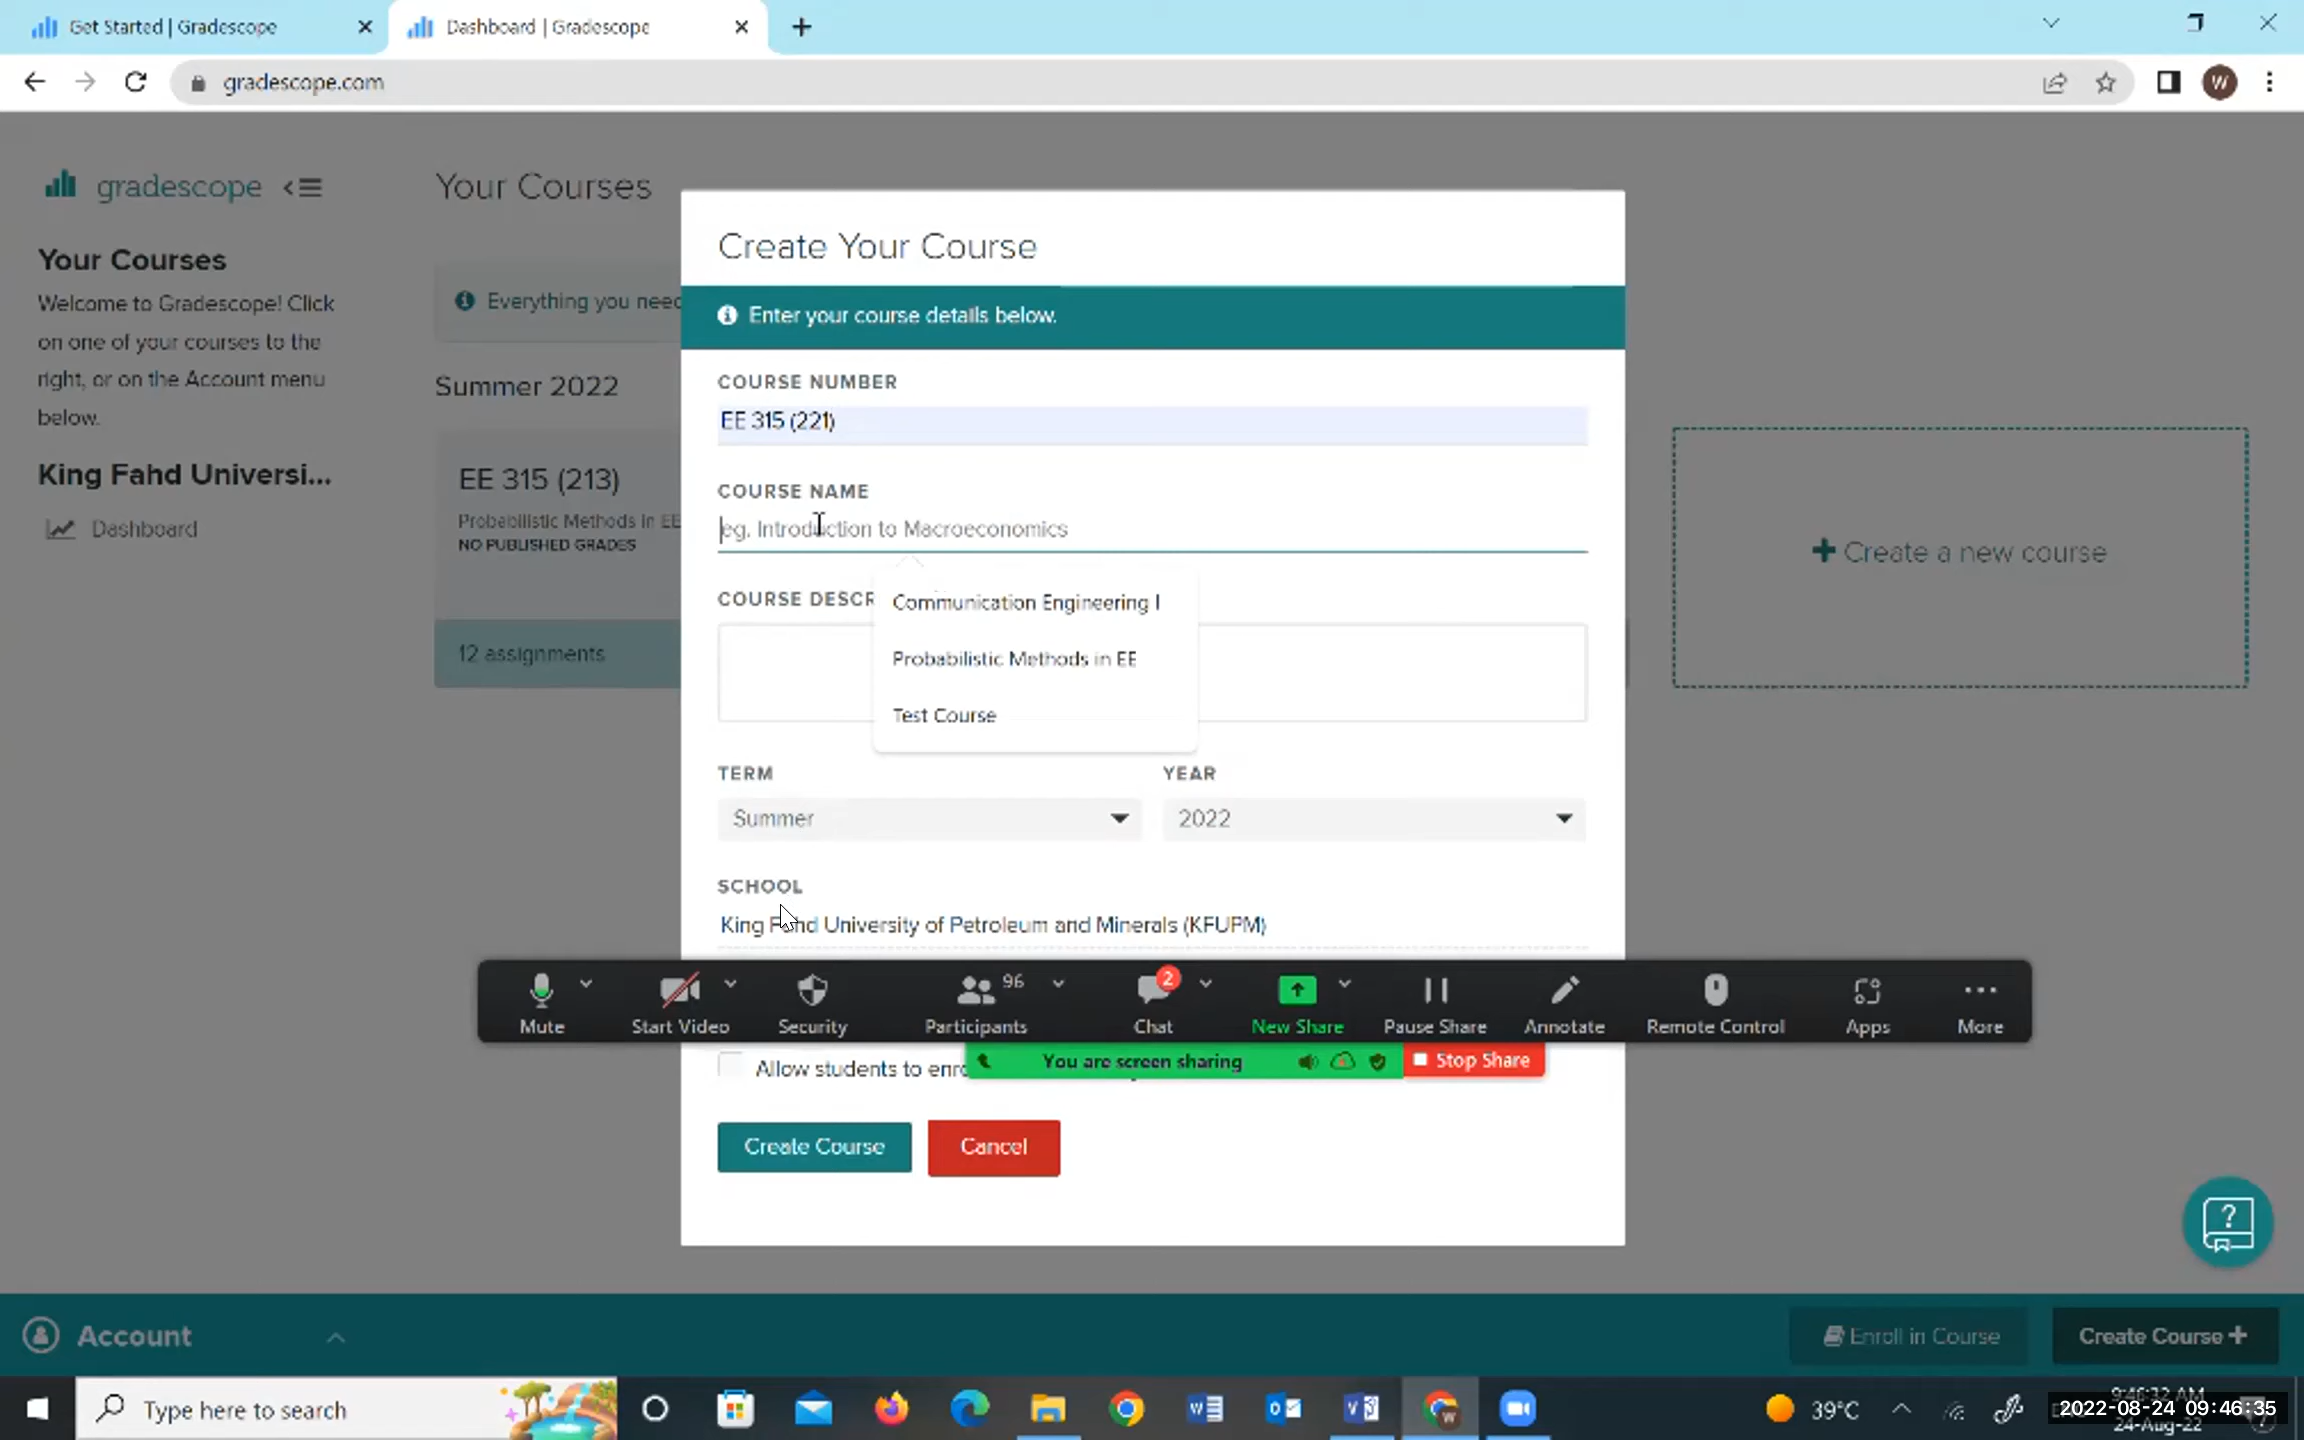 Get Started | Gradescope
Dashboard | Gradescope
gradescope.com
W
gradescope
Your Courses
Welcome to Gradescope! Click
on one of your courses to the
right, or on the Account menu
below.
King Fahd Universi...
Dashboard
Your Courses
Everything you need
Summer 2022
EE 315 (213)
Probabilistic Methods in EE
NO PUBLISHED GRADES
12 assignments
Create Your Course
Enter your course details below.
COURSE NUMBER
EE 315 (221)
COURSE NAME
eg. Introduction to Macroeconomics
COURSE DESCR
Communication Engineering I
Probabilistic Methods in EE
Test Course
TERM
YEAR
Summer
2022
SCHOOL
King Fahd University of Petroleum and Minerals (KFUPM)
+ Create a new course
Mute
Start Video
Security
96
Participants
2
Chat
New Share
Pause Share
Annotate
Remote Control
Apps
More
Allow students to enro
You are screen sharing
Stop Share
Create Course
Cancel
Account
Enroll in Course
Create Course +
Type here to search
39°C
9:46:32 AM
2022-08-24 09:46:35
24-Aug-22